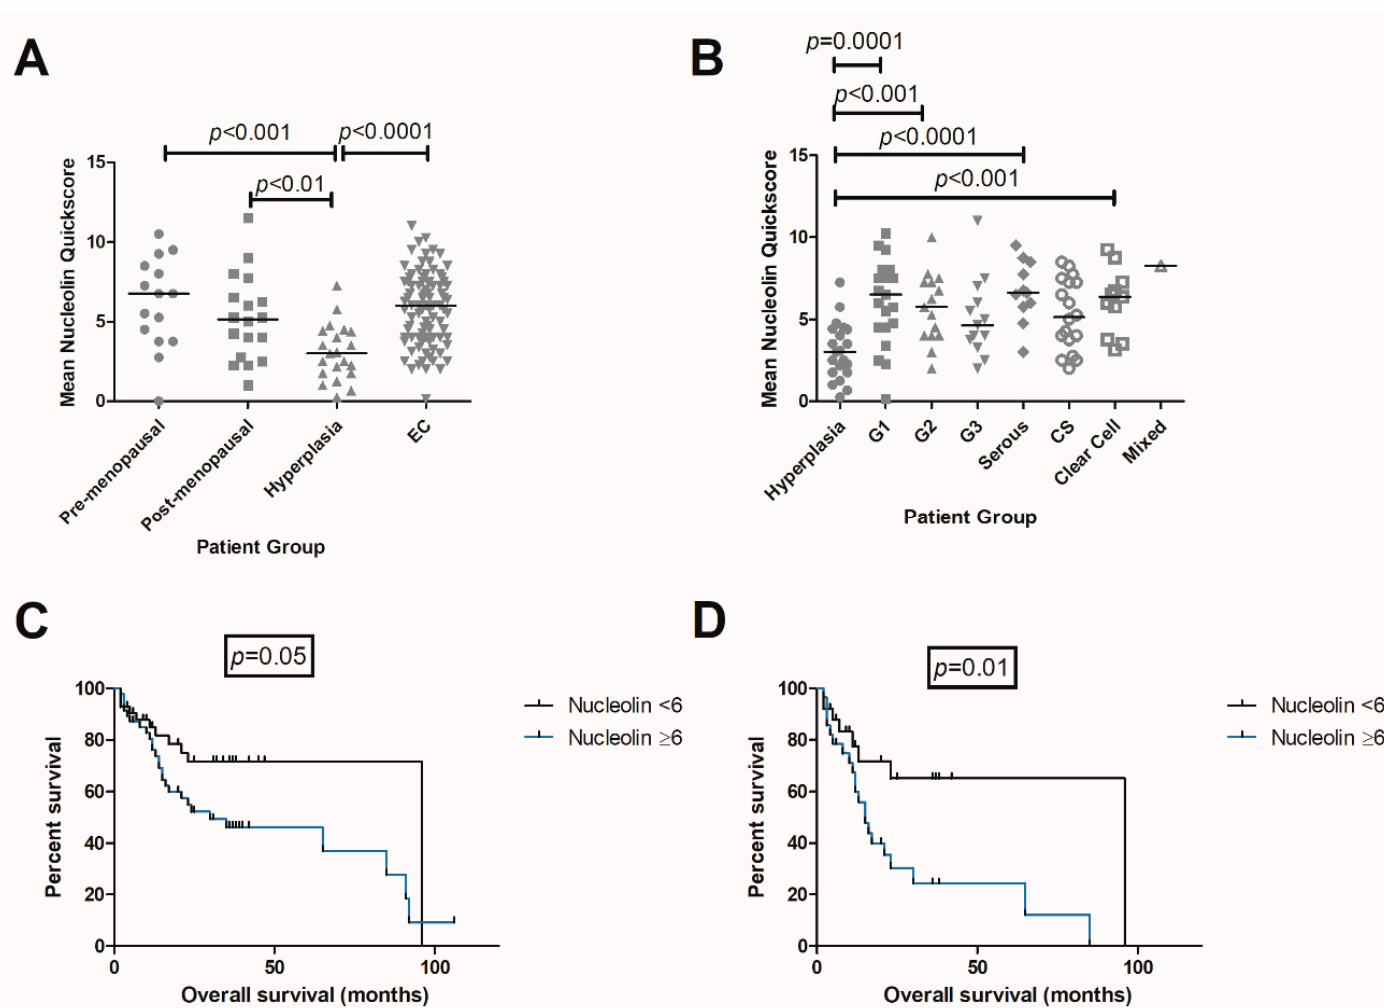 A
p<0.001
p<0.0001
p<0.01
15
10
5
0
Mean Nucleolin Quickscore
Pre-menopausal
Post-menopausal
Hyperplasia
EC
Patient Group
B
p=0.0001
p<0.001
p<0.0001
p<0.001
15
10
5
0
Mean Nucleolin Quickscore
Hyperplasia
G1
G2
G3
Serous
CS
Clear Cell
Mixed
Patient Group
C
p=0.05
100
80
60
40
20
0
Percent survival
0
50
100
Overall survival (months)
Nucleolin <6
Nucleolin ≥6
D
p=0.01
100
80
60
40
20
0
Percent survival
0
50
100
Overall survival (months)
Nucleolin <6
Nucleolin ≥6